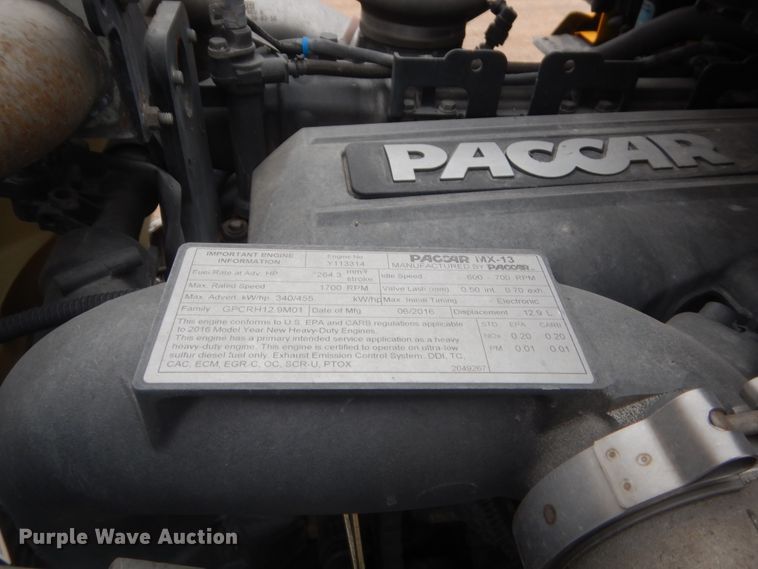 PACCAR
IMPORTANT ENGINE INFORMATION
Engine No Y113314
PACCAR MX-13
MANUFACTURED BY PACCAR
Fuel Rate at Adv. HP 264.3 mm³/ stroke
Idle Speed 600 - 700 RPM
Max. Rated Speed 1700 RPM
Valve Lash (mm) 0.50 int. 0.70 exh.
Max. Advert. kW/hp 340/455 kW/hp
Max. Initial Timing Electronic
Family GPCRH12.9M01
Date of Mfg 06/2016
Displacement 12.9 L
This engine conforms to U.S. EPA and CARB regulations applicable
to 2016 Model Year New Heavy-Duty Engines.
This engine has a primary intended service application as a heavy
heavy-duty engine. This engine is certified to operate on ultra-low
sulfur diesel fuel only. Exhaust Emission Control System: DDI, TC,
CAC, ECM, EGR-C, OC, SCR-U, PTOX
2049267
STD. EPA CARB
NOx 0.20 0.20
PM 0.01 0.01
Purple Wave Auction